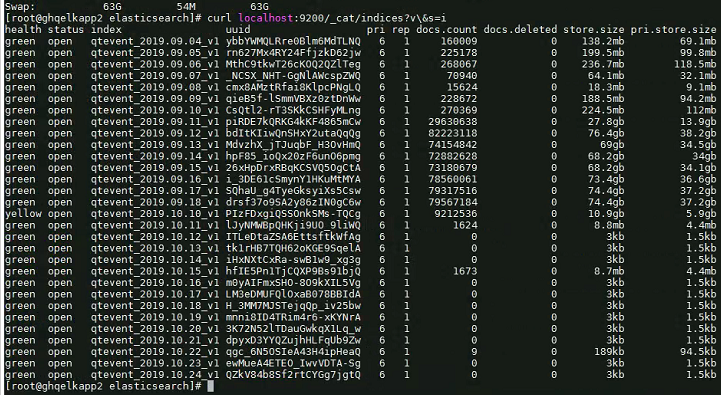 Swap: 63G 54M 63G
[root@ghqelkapp2 elasticsearch]# curl localhost:9200/_cat/indices?v\&s=i
health status index uuid pri rep docs.count docs.deleted store.size pri.store.size
green open qtevent_2019.09.04_v1 ybbYWMQLRre0Blm6MdTLNQ 6 1 160009 0 138.2mb 69.1mb
green open qtevent_2019.09.05_v1 rn627Mx4RY24FfjzkD62jw 6 1 225178 0 199.5mb 99.8mb
green open qtevent_2019.09.06_v1 MthC9tkwT26cKOQ2QZlTeg 6 1 268067 0 236.7mb 118.5mb
green open qtevent_2019.09.07_v1 _NCSX_NHT-GgNlAWcspZWQ 6 1 70940 0 64.1mb 32.1mb
green open qtevent_2019.09.08_v1 cmx8AMztRfai8KlpcPNgLQ 6 1 15624 0 18.3mb 9.1mb
green open qtevent_2019.09.09_v1 qieB5f-lSmmVBXz0ztDnWw 6 1 228672 0 188.5mb 94.2mb
green open qtevent_2019.09.10_v1 CsQtl2-rT3SKkCSHFyMLng 6 1 270369 0 224.5mb 112mb
green open qtevent_2019.09.11_v1 piRDE7kQRKG4kKF4865mCw 6 1 29630638 0 27.8gb 13.9gb
green open qtevent_2019.09.12_v1 bdItKIiwQnSHxY2utaQqQg 6 1 82223118 0 76.4gb 38.2gb
green open qtevent_2019.09.13_v1 MdvzhX_jTJuqbF_H3OvHmQ 6 1 74154842 0 69gb 34.5gb
green open qtevent_2019.09.14_v1 hpF85_ioQx20zF6unO6pmg 6 1 72882628 0 68.2gb 34gb
green open qtevent_2019.09.15_v1 26xHpDrxRBqKCSVQ5OgCtA 6 1 73180679 0 68.2gb 34.1gb
green open qtevent_2019.09.16_v1 i_3DE61cSmynY1HKuMtMYA 6 1 78560061 0 73.4gb 36.6gb
green open qtevent_2019.09.17_v1 SQhaU_g4TyeGksyiXs5Csw 6 1 79317516 0 74.4gb 37.2gb
green open qtevent_2019.09.18_v1 drsf37o9SA2y86zIN0gC6w 6 1 79567184 0 74.4gb 37.2gb
yellow open qtevent_2019.10.10_v1 PIzFDxgiQSSOnkSMs-TQCg 6 1 9212536 0 10.9gb 5.9gb
green open qtevent_2019.10.11_v1 lJyNMWBpQHKji9UO_9liWQ 6 1 1624 0 8.8mb 4.4mb
green open qtevent_2019.10.12_v1 ITLeDtaZSA6EttsftkWfAg 6 1 0 0 3kb 1.5kb
green open qtevent_2019.10.13_v1 tk1rHB7TQH62oKGE9SqelA 6 1 0 0 3kb 1.5kb
green open qtevent_2019.10.14_v1 iHxNXtCxRa-swB1w9_xg3g 6 1 0 0 3kb 1.5kb
green open qtevent_2019.10.15_v1 hfIE5Pn1TjCQXP9Bs91bjQ 6 1 1673 0 8.7mb 4.4mb
green open qtevent_2019.10.16_v1 m0yAIFmxSHO-8O9kXIL5Vg 6 1 0 0 3kb 1.5kb
green open qtevent_2019.10.17_v1 LM3eDMUFQlOxaB078BBIdA 6 1 0 0 3kb 1.5kb
green open qtevent_2019.10.18_v1 H_3MM7MJSTejqQp_iv25bw 6 1 0 0 3kb 1.5kb
green open qtevent_2019.10.19_v1 mnni8ID4TRim4r6-xKYNrA 6 1 0 0 3kb 1.5kb
green open qtevent_2019.10.20_v1 3K72N52lTDauGwkqX1Lq_w 6 1 0 0 3kb 1.5kb
green open qtevent_2019.10.21_v1 dpyxD3YYQZujhHLFqUb9Zw 6 1 0 0 3kb 1.5kb
green open qtevent_2019.10.22_v1 qgc_6N5OSIeA43H4ipHeaQ 6 1 9 0 189kb 94.5kb
green open qtevent_2019.10.23_v1 ewMueA4ETEO_IwvVDTA-Sg 6 1 0 0 3kb 1.5kb
green open qtevent_2019.10.24_v1 QZkV84b8Sf2rtCYGg7jgtQ 6 1 0 0 3kb 1.5kb
[root@ghqelkapp2 elasticsearch]#